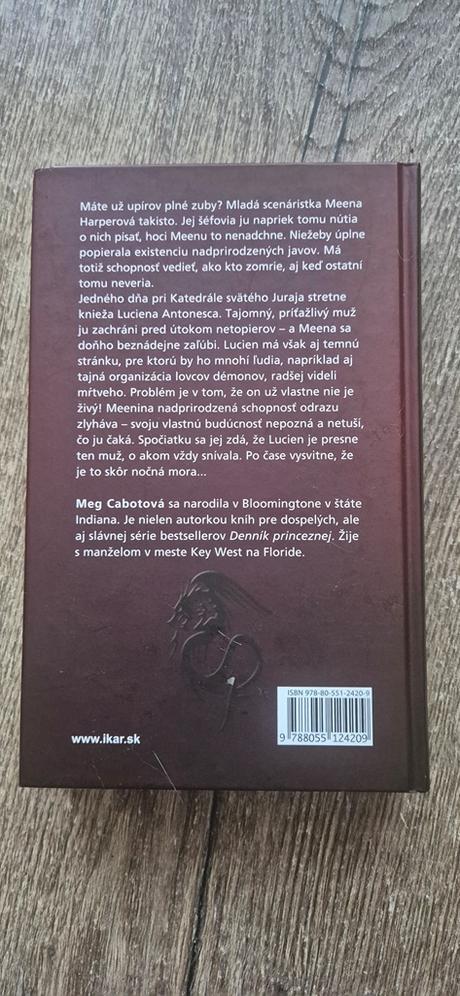 Máte už upírov plné zuby? Mladá scenáristka Meena
Harperová takisto. Jej šéfovia ju napriek tomu nútia
o nich písať, hoci Meenu to nenadchne. Niežeby úplne
popierala existenciu nadprirodzených javov. Má
totiž schopnosť vedieť, ako kto zomrie, aj keď ostatní
tomu neveria.
Jedného dňa pri Katedrále svätého Juraja stretne
knieža Luciena Antonesca. Tajomný, príťažlivý muž
ju zachráni pred útokom netopierov – a Meena sa
doňho beznádejne zaľúbi. Lucien má však aj temnú
stránku, pre ktorú by ho mnohí ľudia, napríklad aj
tajná organizácia lovcov démonov, radšej videli
mŕtveho. Problém je v tom, že on už vlastne nie je
živý! Meenina nadprirodzená schopnosť odrazu
zlyháva – svoju vlastnú budúcnosť nepozná a netuší,
čo ju čaká. Spočiatku sa jej zdá, že Lucien je presne
ten muž, o akom vždy snívala. Po čase vysvitne, že
je to skôr nočná mora...
Meg Cabotová sa narodila v Bloomingtone v štáte
Indiana. Je nielen autorkou kníh pre dospelých, ale
aj slávnej série bestsellerov Denník princeznej. Žije
s manželom v meste Key West na Floride.
ISBN 978-80-551-2420-9
www.ikar.sk
9 788055 124209